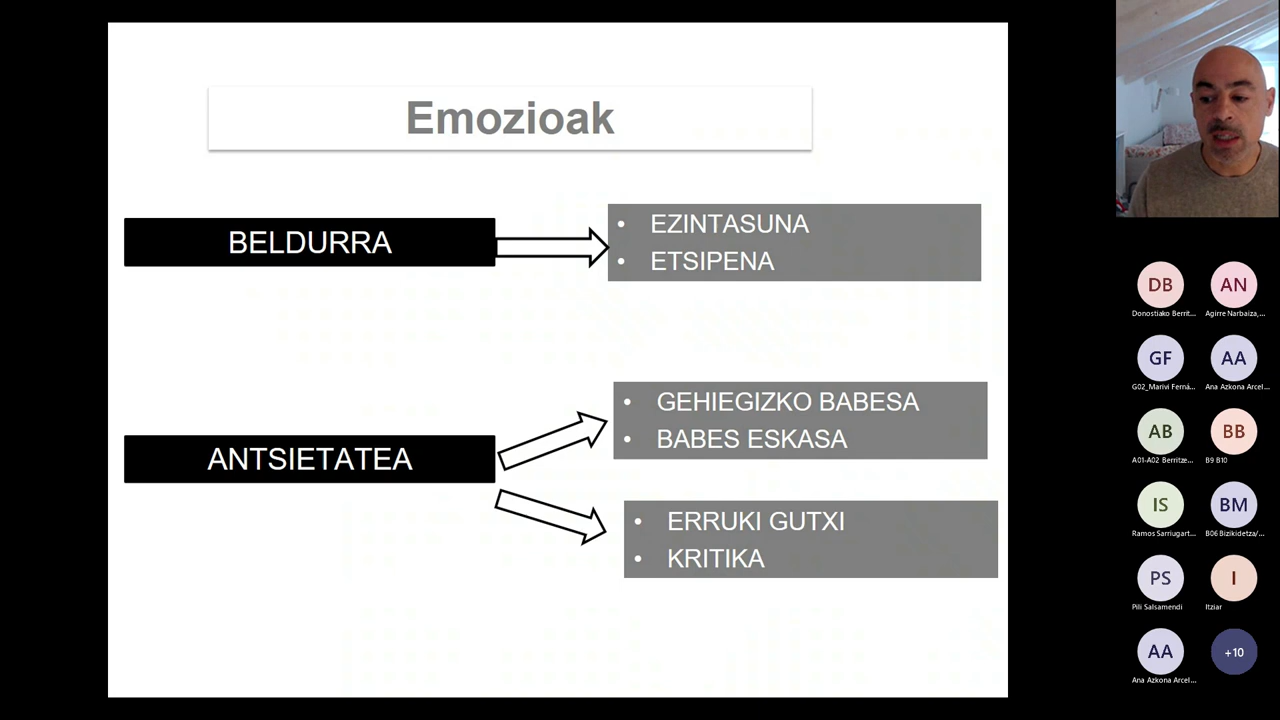 Emozioak
BELDURRA
• EZINTASUNA
• ETSIPENA
ANTSIETATEA
• GEHIEGIZKO BABESA
• BABES ESKASA
• ERRUKI GUTXI
• KRITIKA
DB
Donostiako Berrit...
AN
Agirre Narbaiza,...
GF
G02_Marivi Ferná...
AA
Ana Azkona Arcel...
AB
A01-A02 Berritze...
BB
B9 B10
IS
Ramos Sarriugart...
BM
B06 Bizikidetza/...
PS
Pili Salsamendi
I
Itziar
AA
Ana Azkona Arcel...
+10